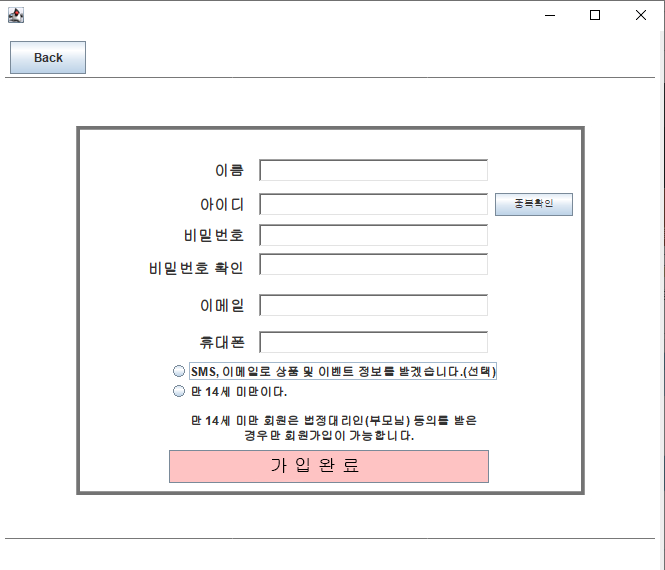 Back
이름
아이디
중복확인
비밀번호
비밀번호 확인
이메일
휴대폰
SMS, 이메일로 상품 및 이벤트 정보를 받겠습니다.(선택)
만 14세 미만이다.
만 14세 미만 회원은 법정대리인(부모님) 동의를 받은
경우만 회원가입이 가능합니다.
가 입 완 료